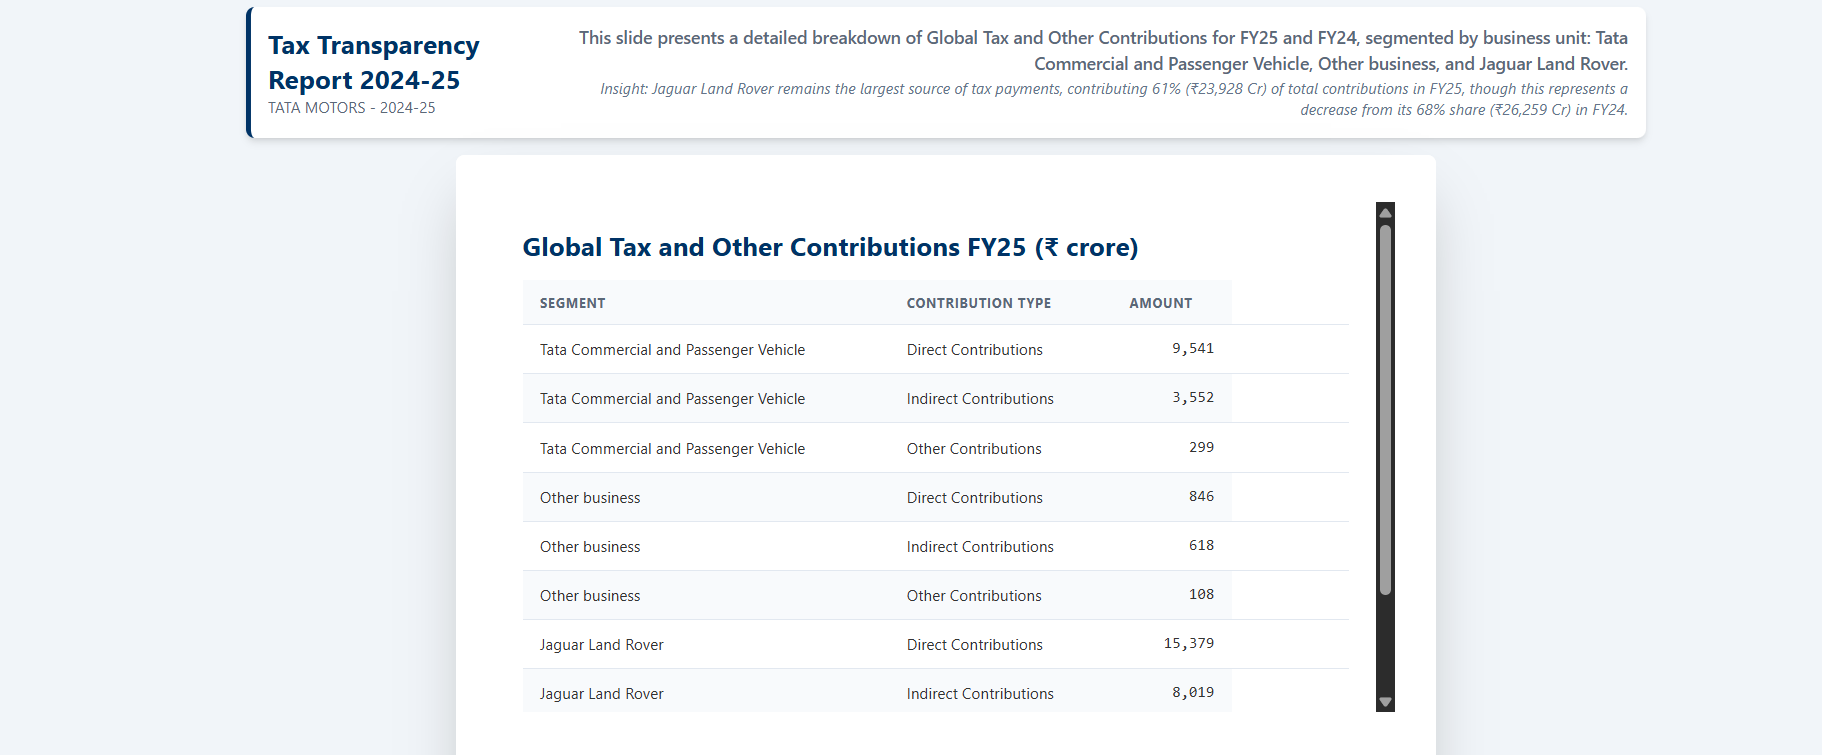 Tax Transparency
Report 2024-25
TATA MOTORS - 2024-25
This slide presents a detailed breakdown of Global Tax and Other Contributions for FY25 and FY24, segmented by business unit: Tata
Commercial and Passenger Vehicle, Other business, and Jaguar Land Rover.
Insight: Jaguar Land Rover remains the largest source of tax payments, contributing 61% (₹23,928 Cr) of total contributions in FY25, though this represents a
decrease from its 68% share (₹26,259 Cr) in FY24.
Global Tax and Other Contributions FY25 (₹ crore)
SEGMENT CONTRIBUTION TYPE AMOUNT
Tata Commercial and Passenger Vehicle Direct Contributions 9,541
Tata Commercial and Passenger Vehicle Indirect Contributions 3,552
Tata Commercial and Passenger Vehicle Other Contributions 299
Other business Direct Contributions 846
Other business Indirect Contributions 618
Other business Other Contributions 108
Jaguar Land Rover Direct Contributions 15,379
Jaguar Land Rover Indirect Contributions 8,019